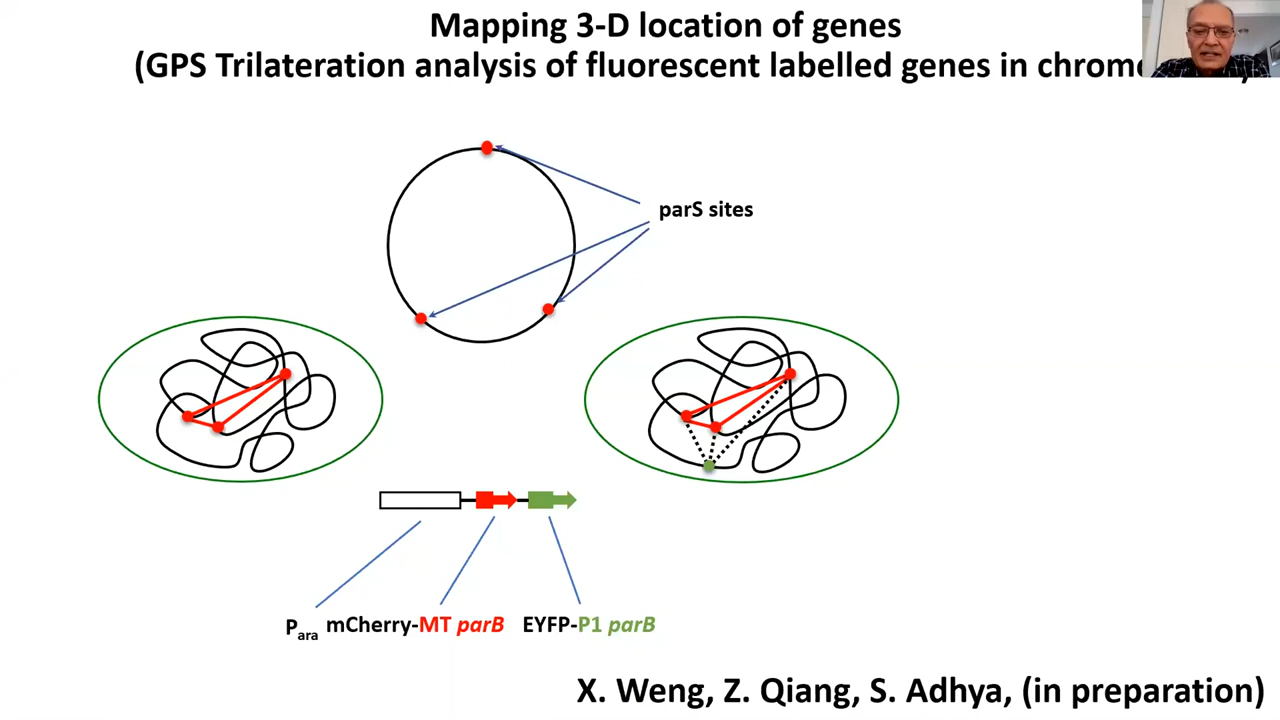 Mapping 3-D location of genes
(GPS Trilateration analysis of fluorescent labelled genes in
parS sites
Para mCherry-MT parB EYFP-P1 parB
X. Weng, Z. Qiang, S. Adhya, (in preparation)